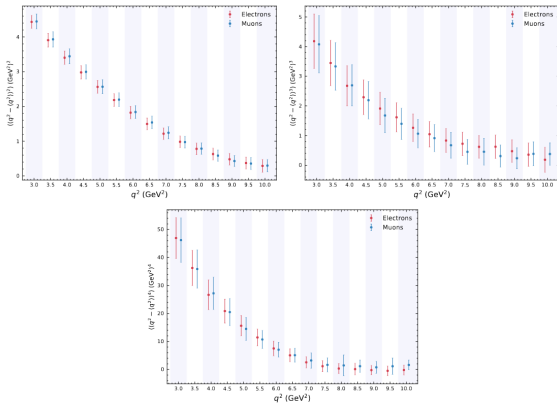 Electrons
Muons
4
3
2
1
0
⟨(q² − ⟨q²⟩)²⟩ (GeV²)²
3.0 3.5 4.0 4.5 5.0 5.5 6.0 6.5 7.0 7.5 8.0 8.5 9.0 9.5 10.0
q² (GeV²)
Electrons
Muons
5
4
3
2
1
0
⟨(q² − ⟨q²⟩)³⟩ (GeV²)³
3.0 3.5 4.0 4.5 5.0 5.5 6.0 6.5 7.0 7.5 8.0 8.5 9.0 9.5 10.0
q² (GeV²)
Electrons
Muons
50
40
30
20
10
0
⟨(q² − ⟨q²⟩)⁴⟩ (GeV²)⁴
3.0 3.5 4.0 4.5 5.0 5.5 6.0 6.5 7.0 7.5 8.0 8.5 9.0 9.5 10.0
q² (GeV²)